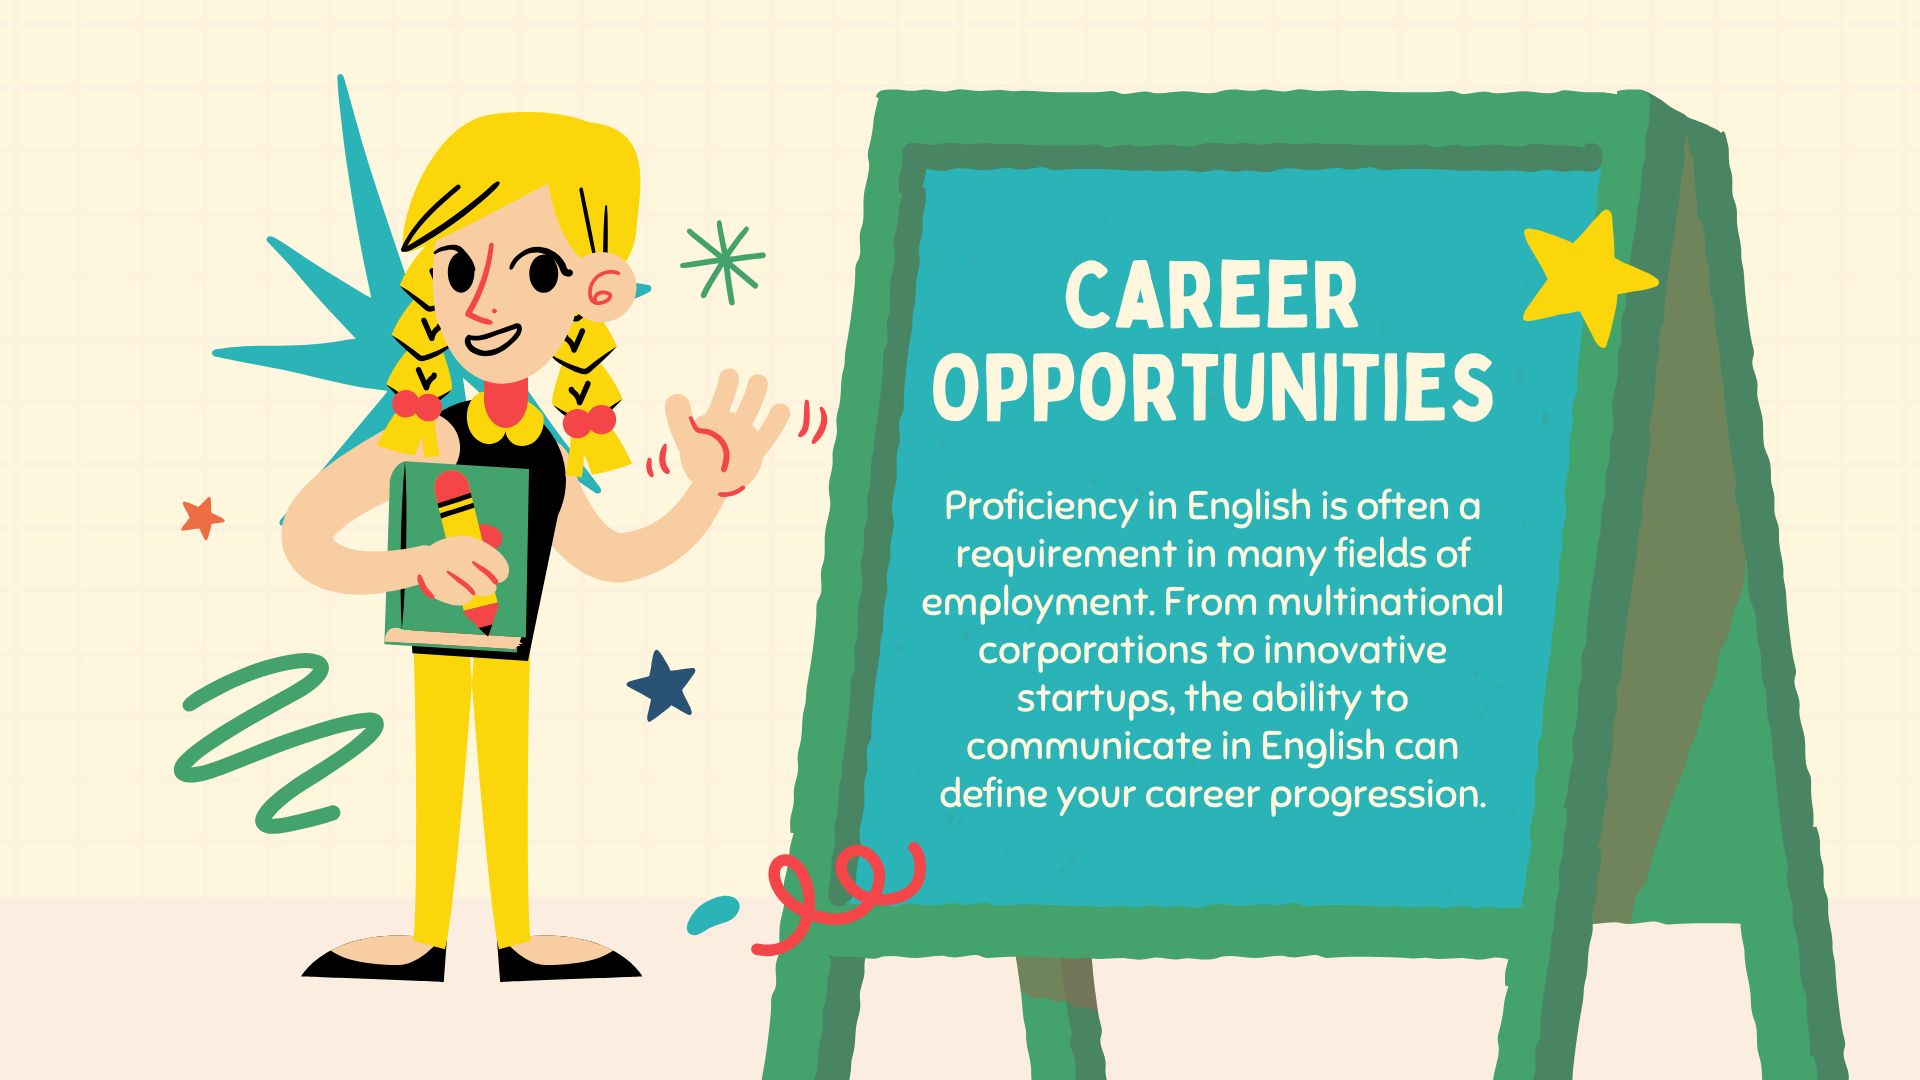 CAREER
OPPORTUNITIES
Proficiency in English is often a
requirement in many fields of
employment. From multinational
corporations to innovative
startups, the ability to
communicate in English can
define your career progression.